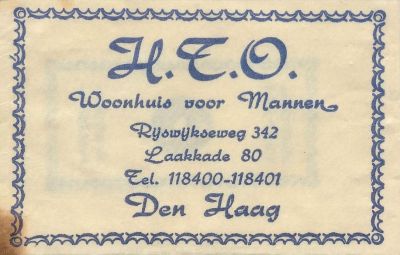 H.T.O.
Woonhuis voor Mannen
Rijswijkseweg 342
Laakkade 80
Tel. 118400-118401
Den Haag